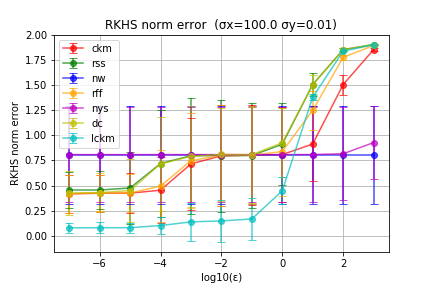 RKHS norm error  (σx=100.0 σy=0.01)
ckm
rss
nw
rff
nys
dc
lckm
RKHS norm error
2.00
1.75
1.50
1.25
1.00
0.75
0.50
0.25
0.00
−6
−4
−2
0
2
log10(ε)